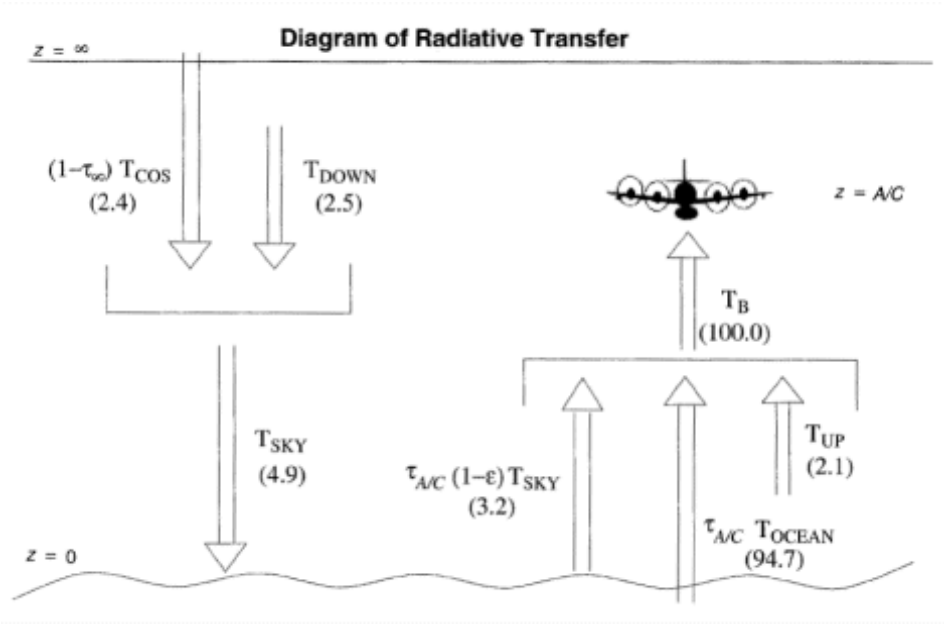 Diagram of Radiative Transfer
z = ∞
(1–τ∞) TCOS
(2.4)
TDOWN
(2.5)
z = A/C
TB
(100.0)
TSKY
(4.9)
τA/C (1–ε) TSKY
(3.2)
TUP
(2.1)
τA/C TOCEAN
(94.7)
z = 0